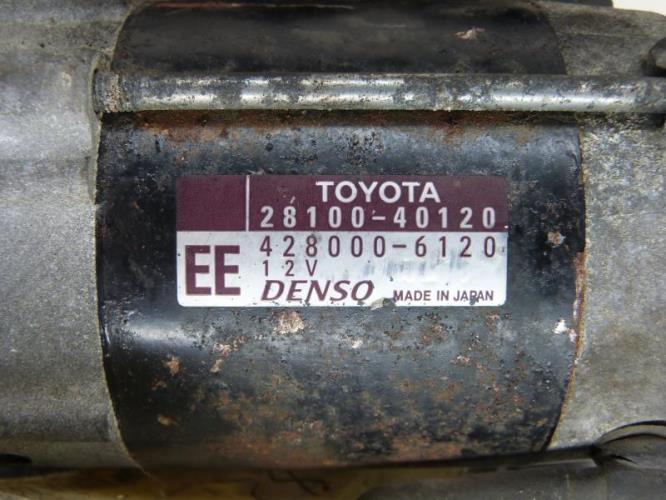 TOYOTA
28100-40120
EE 428000-6120
12V
DENSO MADE IN JAPAN